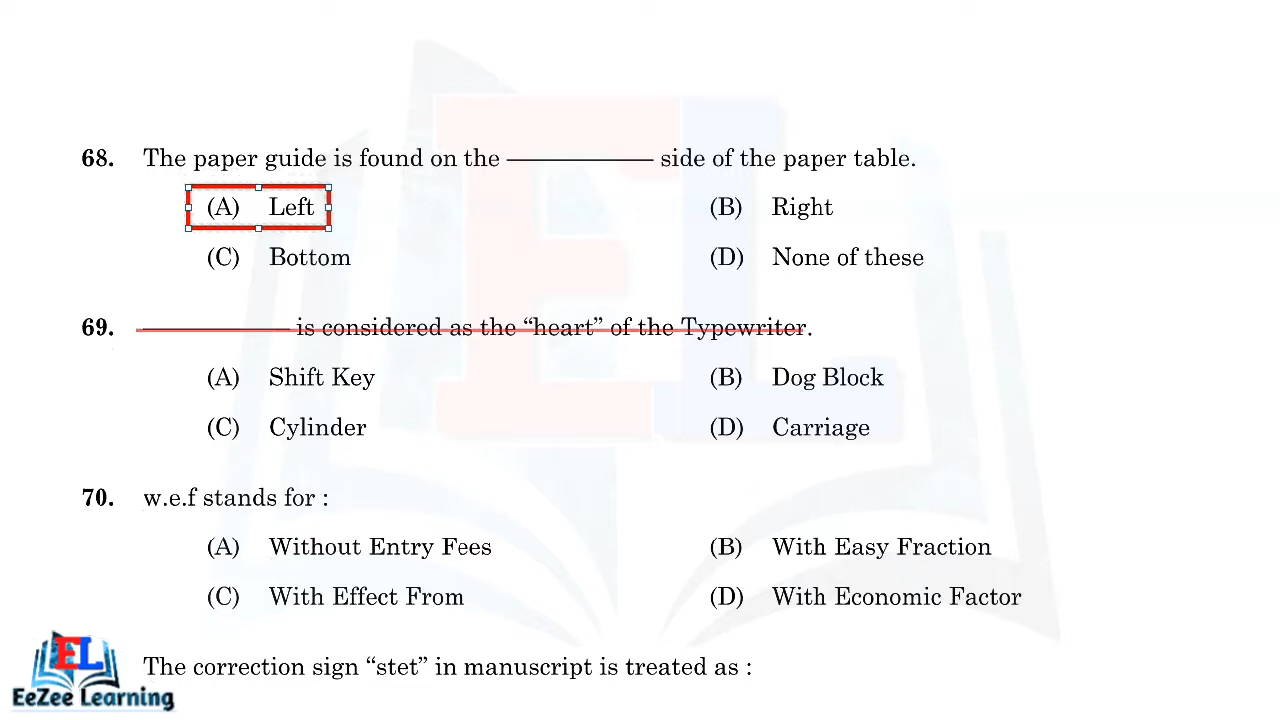 68. The paper guide is found on the ____________ side of the paper table.
(A) Left (B) Right
(C) Bottom (D) None of these
69. ____________ is considered as the “heart” of the Typewriter.
(A) Shift Key (B) Dog Block
(C) Cylinder (D) Carriage
70. w.e.f stands for :
(A) Without Entry Fees (B) With Easy Fraction
(C) With Effect From (D) With Economic Factor
The correction sign “stet” in manuscript is treated as :
EL
EeZee Learning
EL